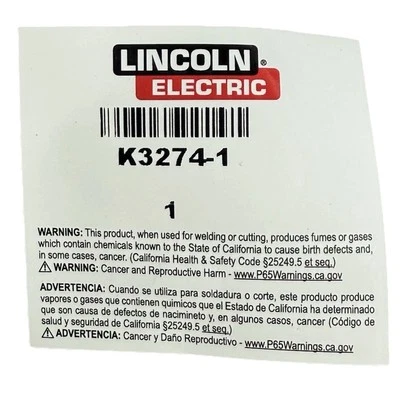 LINCOLN®
ELECTRIC
K3274-1
1
WARNING: This product, when used for welding or cutting, produces fumes or gases
which contain chemicals known to the State of California to cause birth defects and,
in some cases, cancer. (California Health & Safety Code §25249.5 et seq.)
⚠ WARNING: Cancer and Reproductive Harm - www.P65Warnings.ca.gov
ADVERTENCIA: Cuando se utiliza para soldadura o corte, este producto produce
vapores o gases que contienen químicos que el Estado de California ha determinado
que son causa de defectos de nacimineto y, en algunos casos, cancer (Código de
salud y seguridad de California §25249.5 et seq.)
⚠ ADVERTENCIA: Cancer y Daño Reproductivo - www.P65Warnings.ca.gov